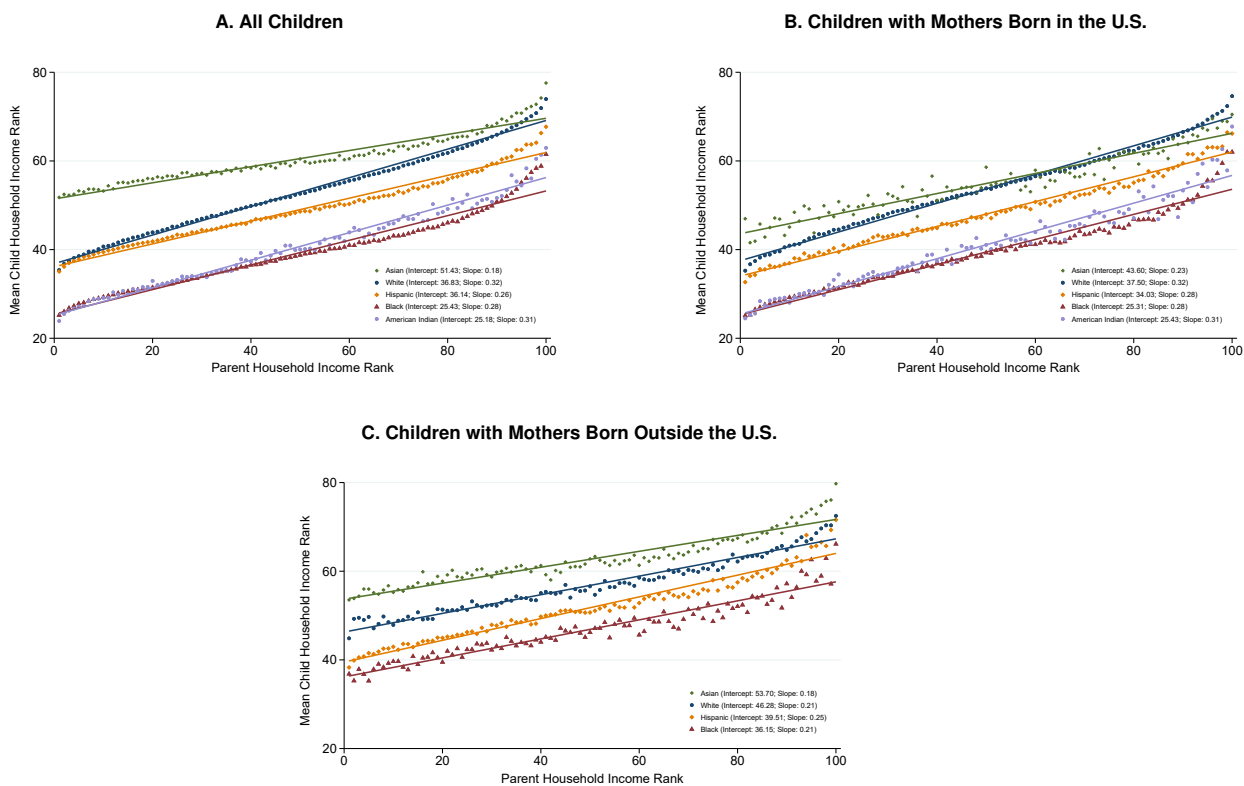 A. All Children
Mean Child Household Income Rank
80
60
40
20
0
20
40
60
80
100
Parent Household Income Rank
Asian (Intercept: 51.43; Slope: 0.18)
White (Intercept: 36.83; Slope: 0.32)
Hispanic (Intercept: 36.14; Slope: 0.26)
Black (Intercept: 25.43; Slope: 0.28)
American Indian (Intercept: 25.18; Slope: 0.31)
B. Children with Mothers Born in the U.S.
Mean Child Household Income Rank
80
60
40
20
0
20
40
60
80
100
Parent Household Income Rank
Asian (Intercept: 43.60; Slope: 0.23)
White (Intercept: 37.50; Slope: 0.32)
Hispanic (Intercept: 34.03; Slope: 0.28)
Black (Intercept: 25.31; Slope: 0.28)
American Indian (Intercept: 25.43; Slope: 0.31)
C. Children with Mothers Born Outside the U.S.
Mean Child Household Income Rank
80
60
40
20
0
20
40
60
80
100
Parent Household Income Rank
Asian (Intercept: 53.70; Slope: 0.18)
White (Intercept: 46.28; Slope: 0.21)
Hispanic (Intercept: 39.51; Slope: 0.25)
Black (Intercept: 36.15; Slope: 0.21)